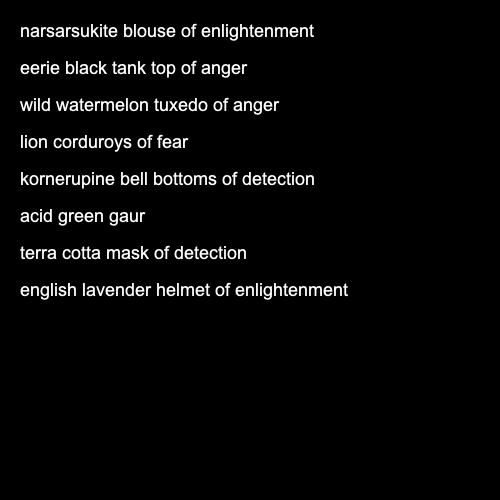 narsarsukite blouse of enlightenment
eerie black tank top of anger
wild watermelon tuxedo of anger
lion corduroys of fear
kornerupine bell bottoms of detection
acid green gaur
terra cotta mask of detection
english lavender helmet of enlightenment